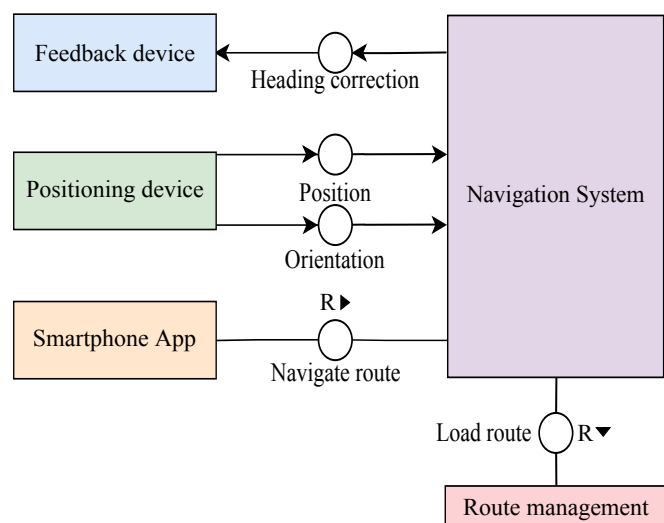 Feedback device
Heading correction
Positioning device
Position
Navigation System
Orientation
R
Smartphone App
Navigate route
Load route R
Route management